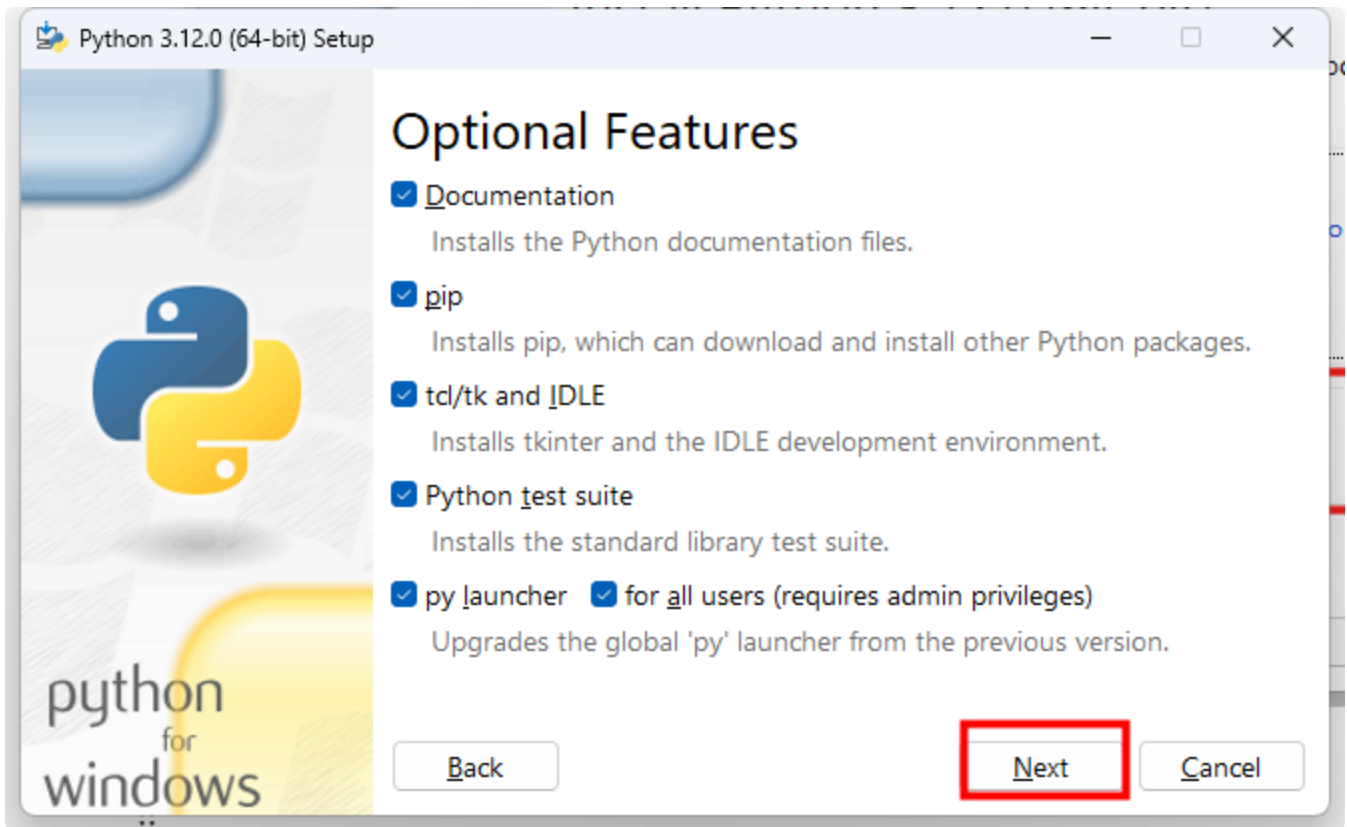 Python 3.12.0 (64-bit) Setup
Optional Features
Documentation
Installs the Python documentation files.
pip
Installs pip, which can download and install other Python packages.
tcl/tk and IDLE
Installs tkinter and the IDLE development environment.
Python test suite
Installs the standard library test suite.
py launcher for all users (requires admin privileges)
Upgrades the global 'py' launcher from the previous version.
python
for
windows
Back Next Cancel